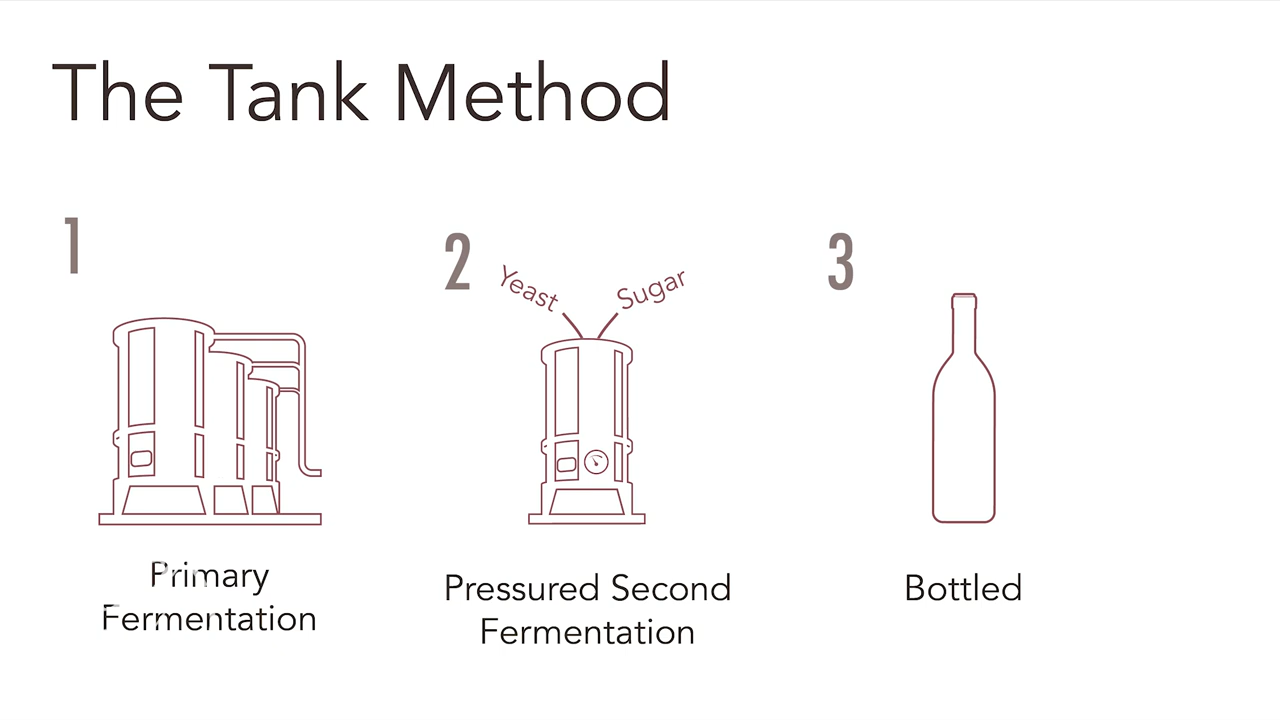 The Tank Method
1
Primary
Fermentation
2
Yeast
Sugar
Pressured Second
Fermentation
3
Bottled